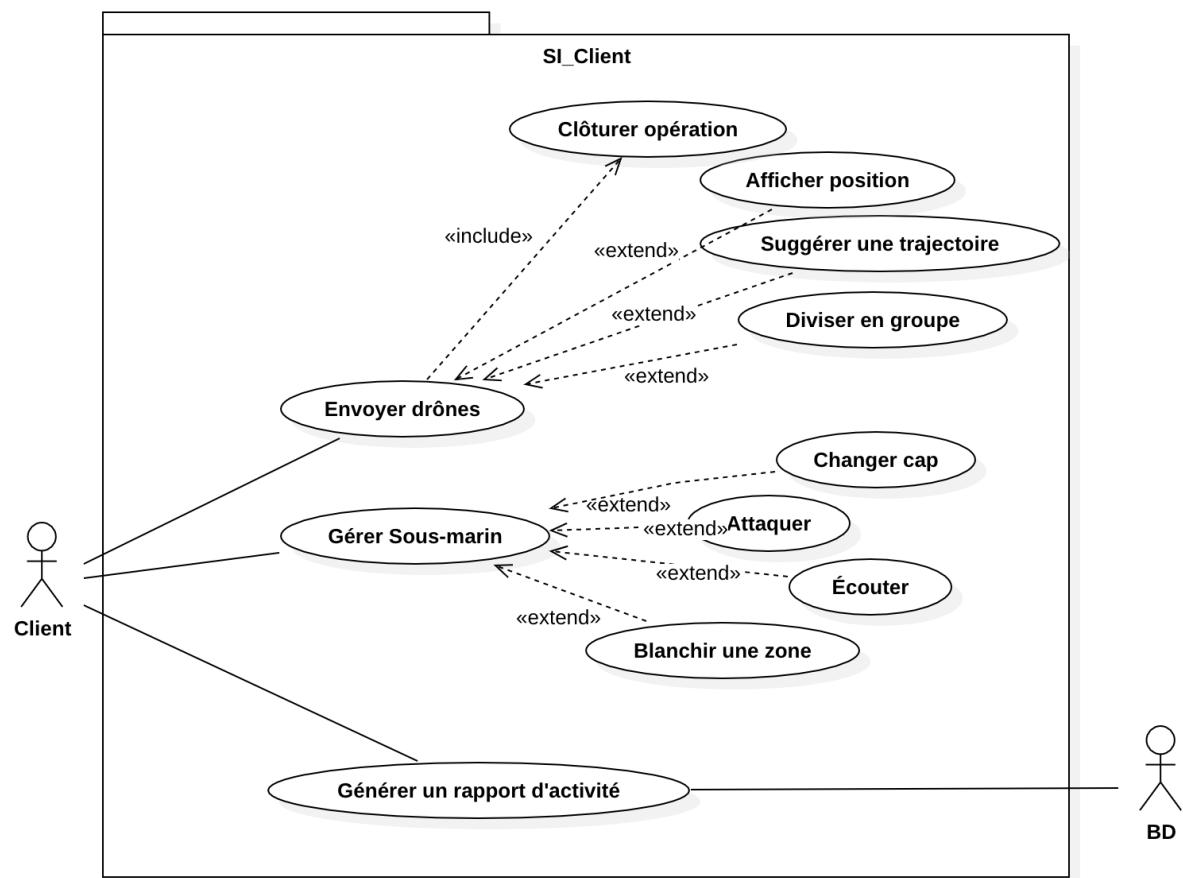 SI_Client
Clôturer opération
Afficher position
«include»
«extend»
Suggérer une trajectoire
«extend»
Diviser en groupe
«extend»
Envoyer drônes
Changer cap
«extend»
Attaquer
«extend»
Gérer Sous-marin
«extend»
Écouter
«extend»
Client
Blanchir une zone
Générer un rapport d'activité
BD